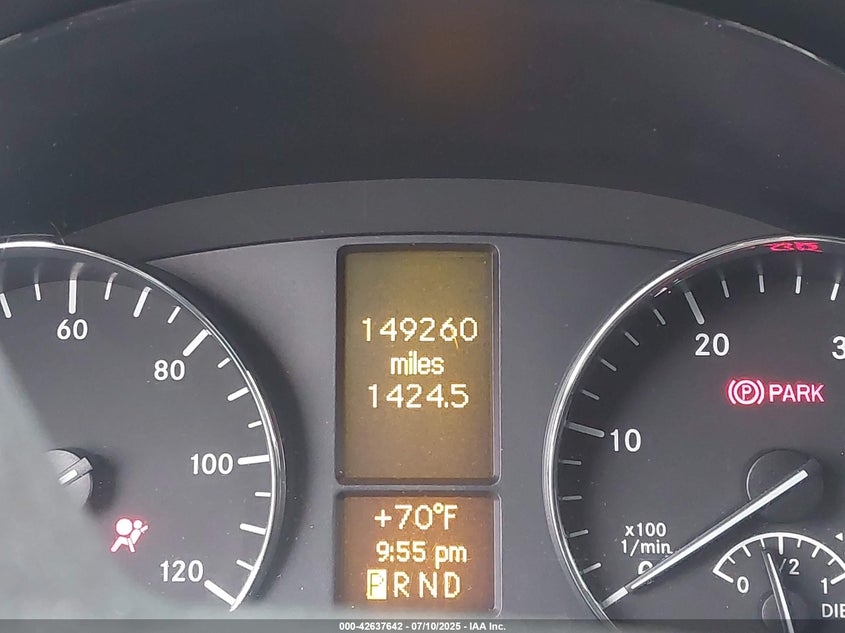 60
80
100
120
149260
miles
1424.5
+70°F
9:55 pm
P R N D
10
20
(P) PARK
x100
1/min
0
1/2
1
000-42637642 - 07/10/2025 - IAA Inc.